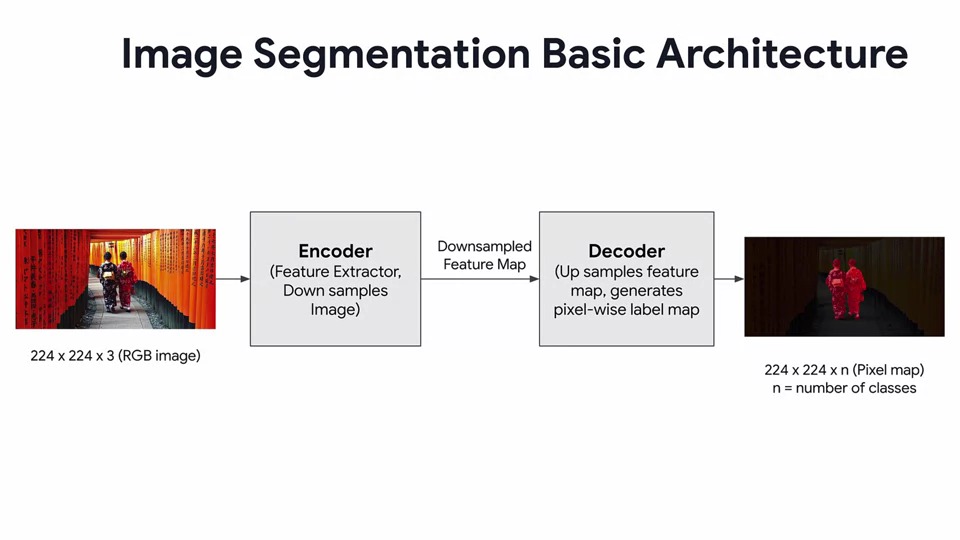 Image Segmentation Basic Architecture
Encoder
(Feature Extractor,
Down samples
Image)
Downsampled
Feature Map
Decoder
(Up samples feature
map, generates
pixel-wise label map
224 x 224 x 3 (RGB image)
224 x 224 x n (Pixel map)
n = number of classes